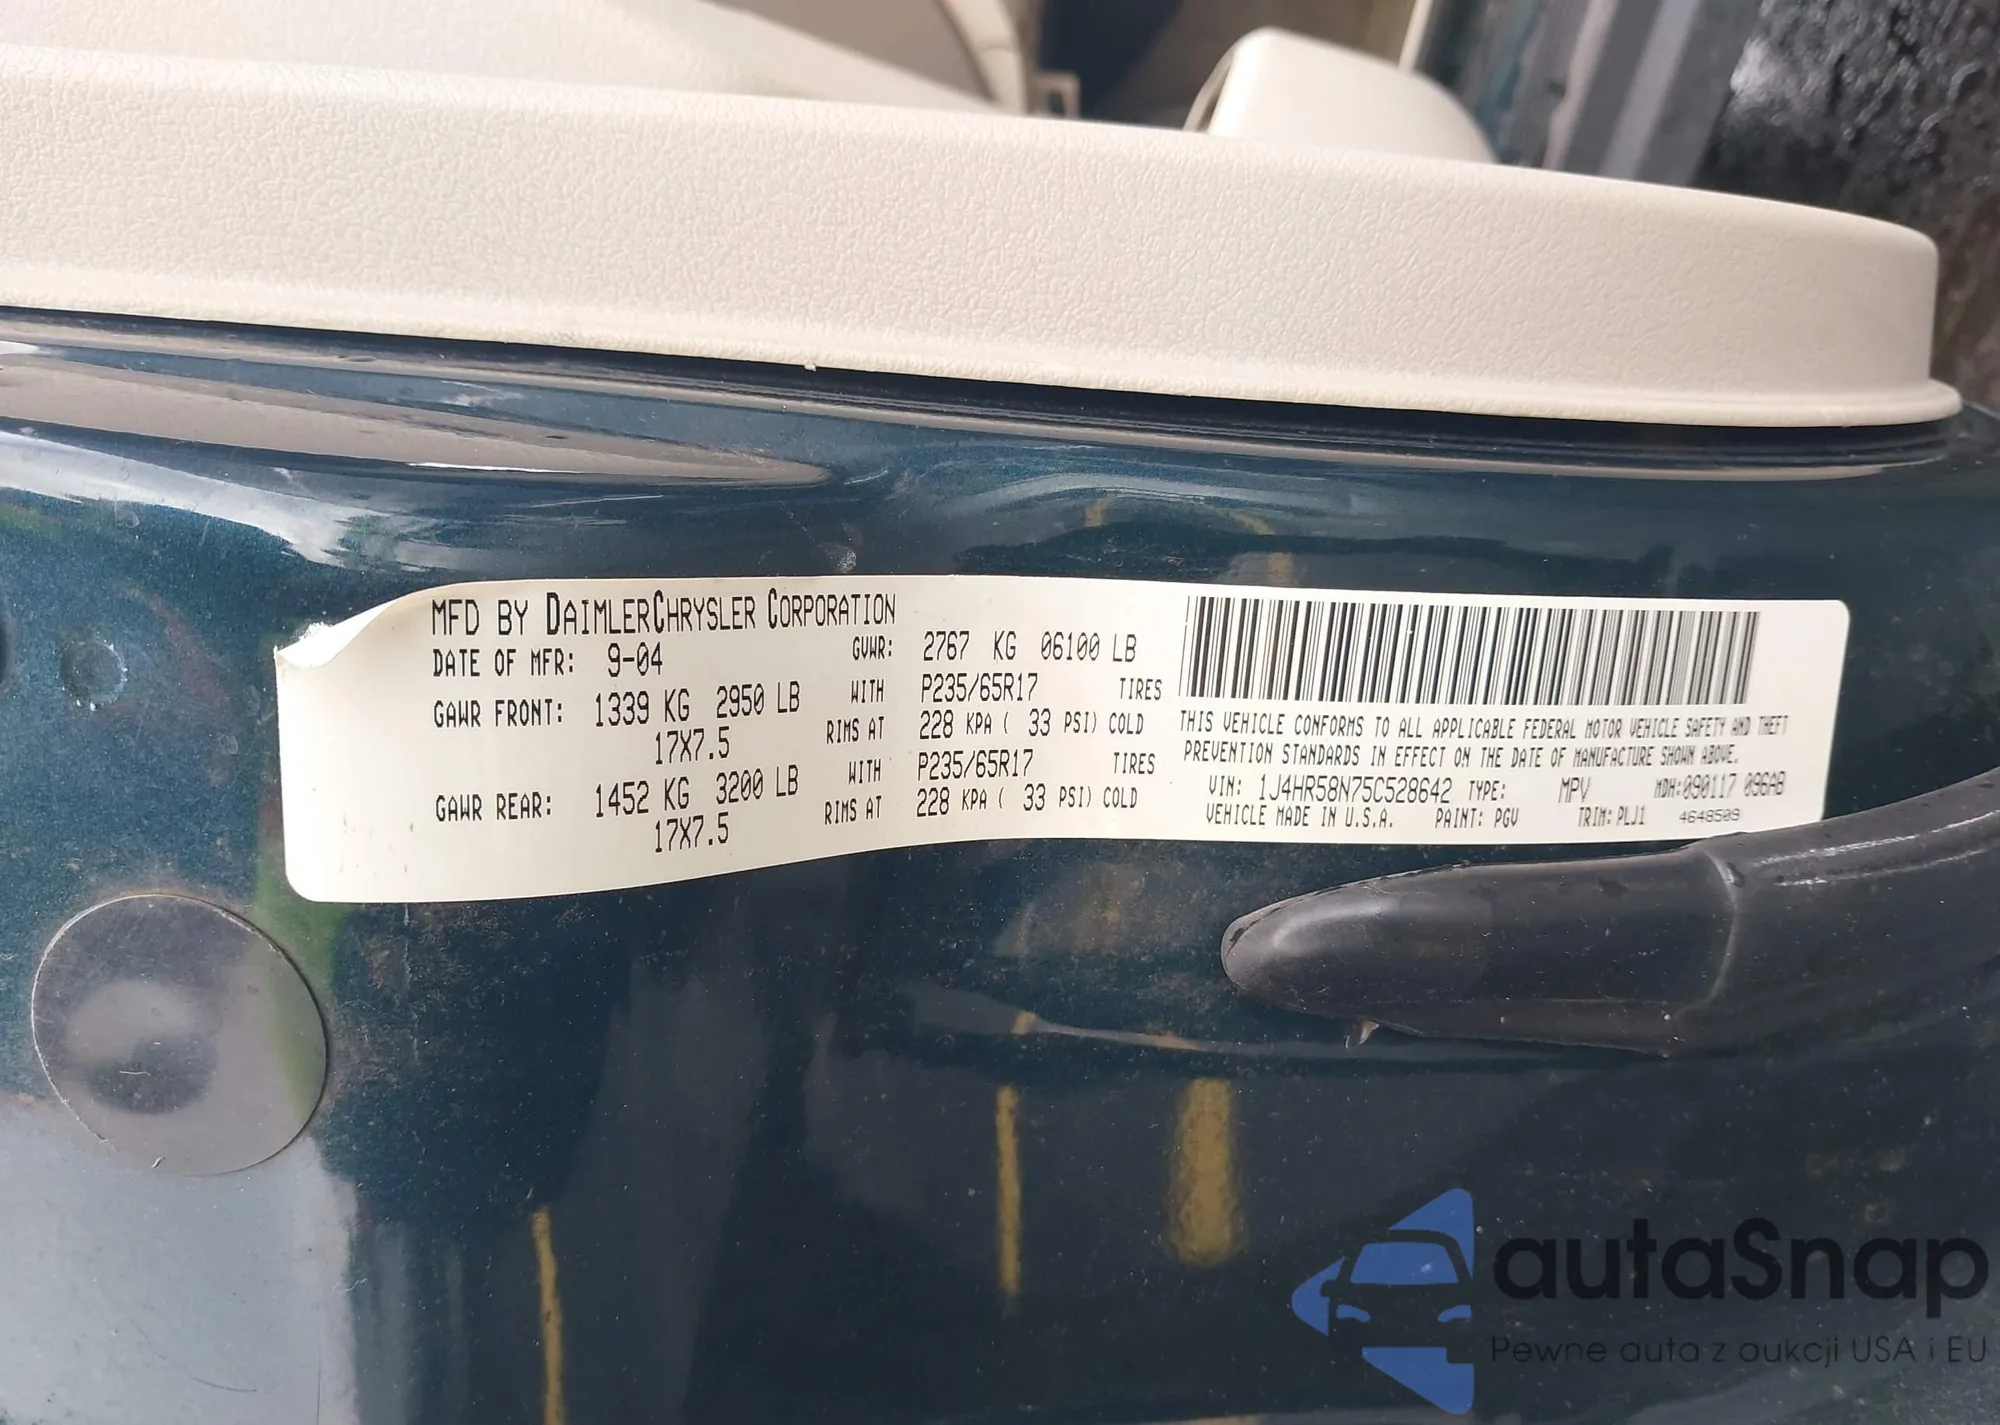 MFD BY DAIMLERCHRYSLER CORPORATION
DATE OF MFR: 9-04 GVWR: 2767 KG 06100 LB
GAWR FRONT: 1339 KG 2950 LB WITH P235/65R17 TIRES
17X7.5 RIMS AT 228 KPA ( 33 PSI) COLD
GAWR REAR: 1452 KG 3200 LB WITH P235/65R17 TIRES
17X7.5 RIMS AT 228 KPA ( 33 PSI) COLD
THIS VEHICLE CONFORMS TO ALL APPLICABLE FEDERAL MOTOR VEHICLE SAFETY AND THEFT
PREVENTION STANDARDS IN EFFECT ON THE DATE OF MANUFACTURE SHOWN ABOVE.
VIN: 1J4HR58N75C528642 TYPE: MPV MDH:090117 096AB
VEHICLE MADE IN U.S.A. PAINT: PGV TRIM: PLJ1 4648509
autaSnap
Pewne auta z aukcji USA i EU